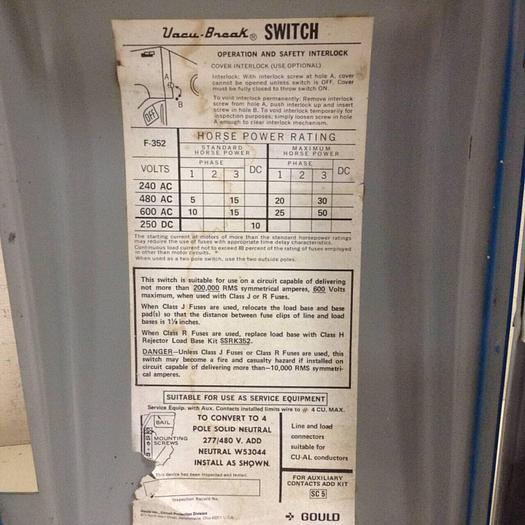 Vacu-Break® SWITCH
OPERATION AND SAFETY INTERLOCK
COVER INTERLOCK (USE OPTIONAL)
Interlock: With interlock screw at hole A, cover
cannot be opened unless switch is OFF. Cover
must be fully closed to throw switch ON.
To void interlock permanently: Remove interlock
screw from hole A, push interlock up and insert
screw in hole B. To void interlock temporarily for
inspection purposes; simply loosen screw in hole
A enough to clear interlock mechanism.
A
B
OFF
F-352 HORSE POWER RATING
STANDARD HORSE POWER MAXIMUM HORSE POWER
VOLTS PHASE DC PHASE DC
1 2 3 1 2 3
240 AC
480 AC 5 15 20 30
600 AC 10 15 25 50
250 DC 10
The starting current of motors of more than the standard horsepower ratings
may require the use of fuses with appropriate time delay characteristics.
Continuous load current not to exceed 80 percent of the rating of fuses employed
in other than motor circuits.
When used as a two pole switch, use the two outside poles.
This switch is suitable for use on a circuit capable of delivering
not more than 200,000 RMS symmetrical amperes, 600 Volts
maximum, when used with Class J or R Fuses.
When Class J Fuses are used, relocate the load base and base
pad(s) so that the distance between fuse clips of line and load
bases is 1⅛ inches.
When Class R Fuses are used, replace load base with Class H
Rejector Load Base Kit SSRK352.
DANGER—Unless Class J Fuses or Class R Fuses are used, this
switch may become a fire and casualty hazard if installed on
circuit capable of delivering more than—10,000 RMS symmetri-
cal amperes.
SUITABLE FOR USE AS SERVICE EQUIPMENT
Service Equip. with Aux. Contacts installed limits wire to # 4 CU, MAX.
BAIL
MOUNTING
SCREWS
TO CONVERT TO 4
POLE SOLID NEUTRAL
277/480 V. ADD
NEUTRAL W53044
INSTALL AS SHOWN.
Line and load
connectors
suitable for
CU-AL conductors
This device has been inspected and tested.
Inspection Record No.
FOR AUXILIARY
CONTACTS ADD KIT
SC 5
GOULD